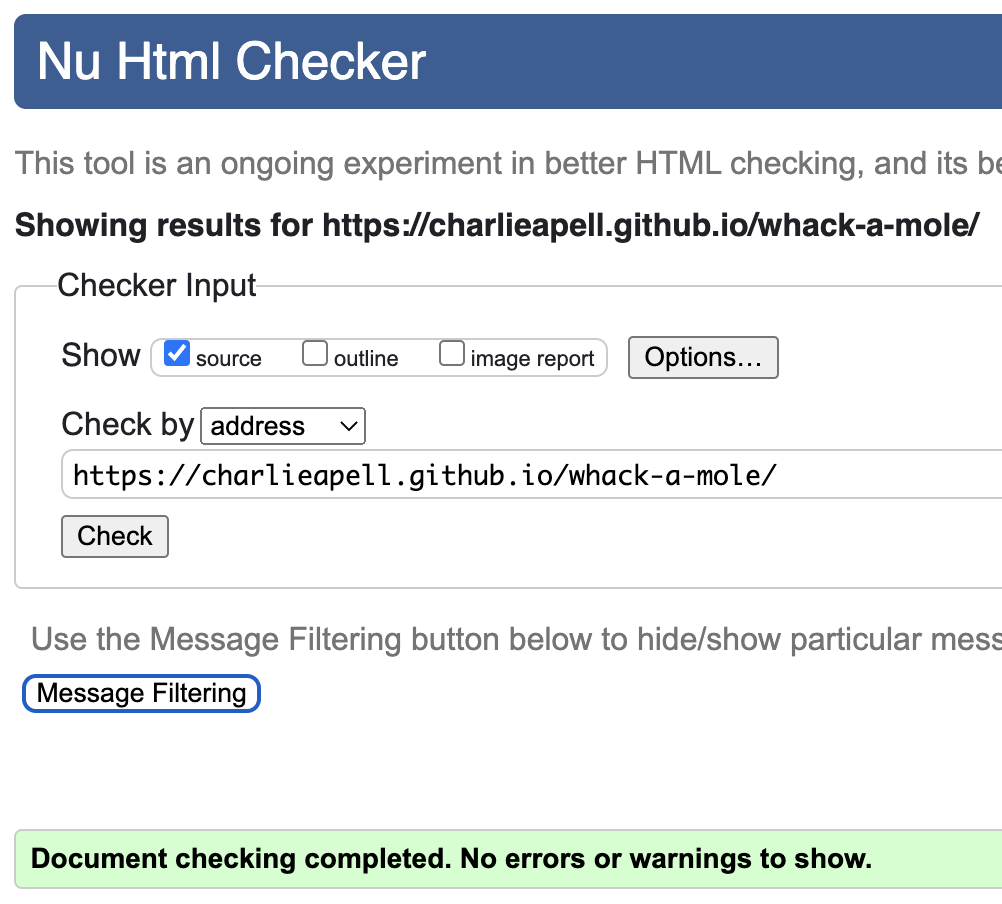 Nu Html Checker
This tool is an ongoing experiment in better HTML checking, and its be
Showing results for https://charlieapell.github.io/whack-a-mole/
Checker Input
Show source outline image report Options...
Check by address
https://charlieapell.github.io/whack-a-mole/
Check
Use the Message Filtering button below to hide/show particular mess
Message Filtering
Document checking completed. No errors or warnings to show.